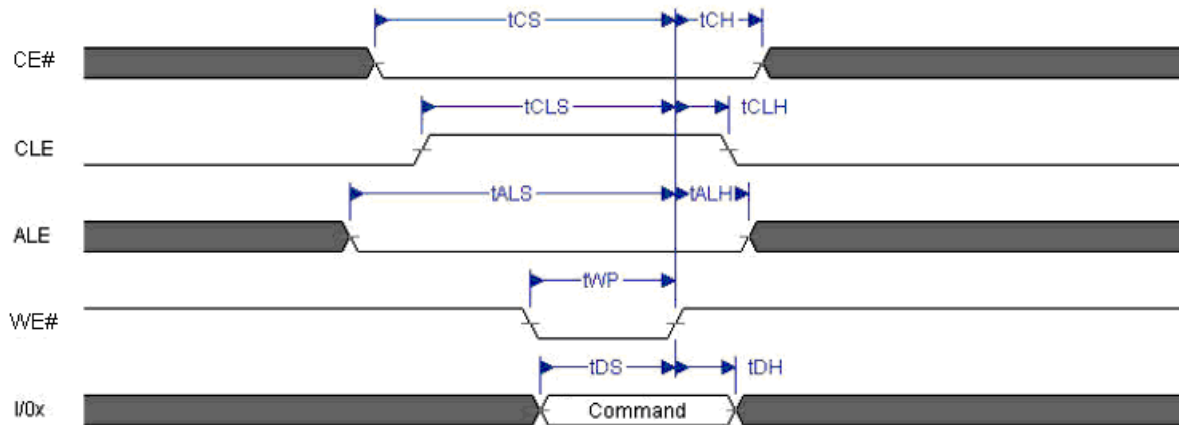 tCS tCH
CE#
tCLS tCLH
CLE
tALS tALH
ALE
tWP
WE#
tDS tDH
I/0x Command